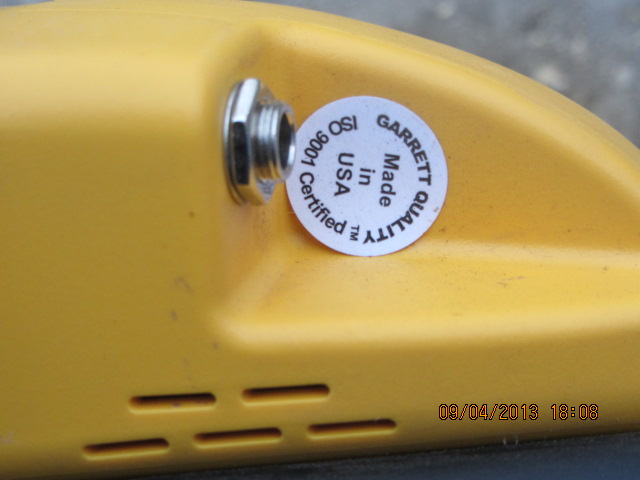 GARRETT QUALITY™
ISO 9001 Certified
Made
in
USA
09/04/2013 18:08